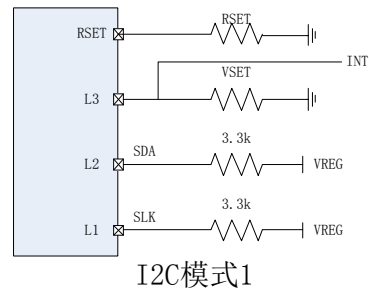 RSET RSET
INT
L3 VSET
L2 SDA 3.3k VREG
L1 SLK 3.3k VREG
I2C模式1